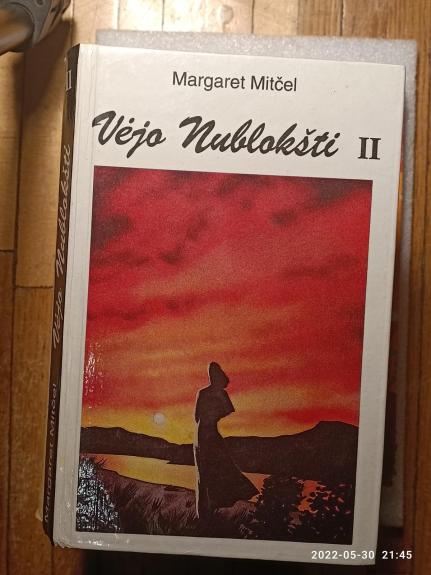 Margaret Mitčel
Vėjo Nublokšti II
Margaret Mitčel
Vėjo Nublokšti
2022-05-30 21:45